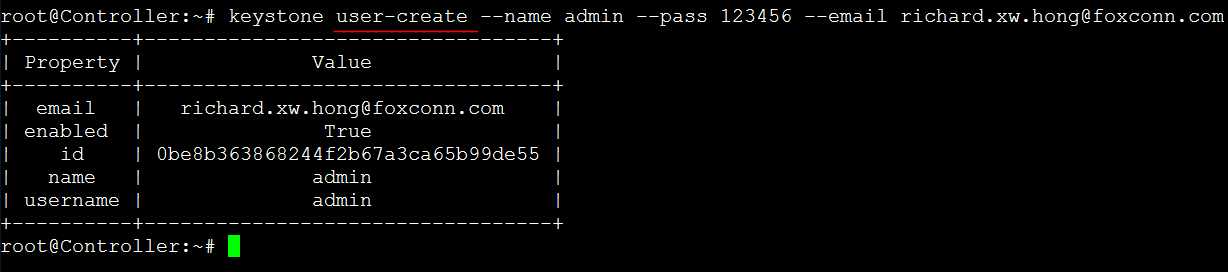 root@Controller:~# keystone user-create --name admin --pass 123456 --email richard.xw.hong@foxconn.com
+----------+----------------------------------+
| Property |              Value               |
+----------+----------------------------------+
|  email   |   richard.xw.hong@foxconn.com    |
| enabled  |               True               |
|    id    | 0be8b363868244f2b67a3ca65b99de55 |
|   name   |              admin               |
| username |              admin               |
+----------+----------------------------------+
root@Controller:~#